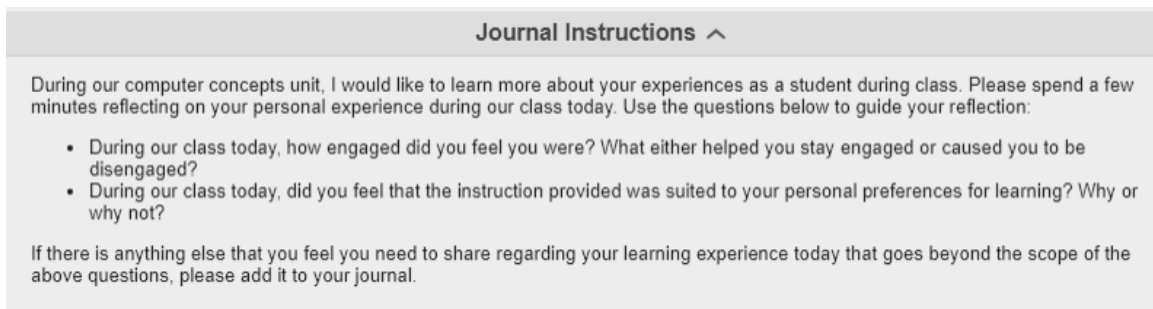 Journal Instructions
During our computer concepts unit, I would like to learn more about your experiences as a student during class. Please spend a few
minutes reflecting on your personal experience during our class today. Use the questions below to guide your reflection:
• During our class today, how engaged did you feel you were? What either helped you stay engaged or caused you to be
disengaged?
• During our class today, did you feel that the instruction provided was suited to your personal preferences for learning? Why or
why not?
If there is anything else that you feel you need to share regarding your learning experience today that goes beyond the scope of the
above questions, please add it to your journal.